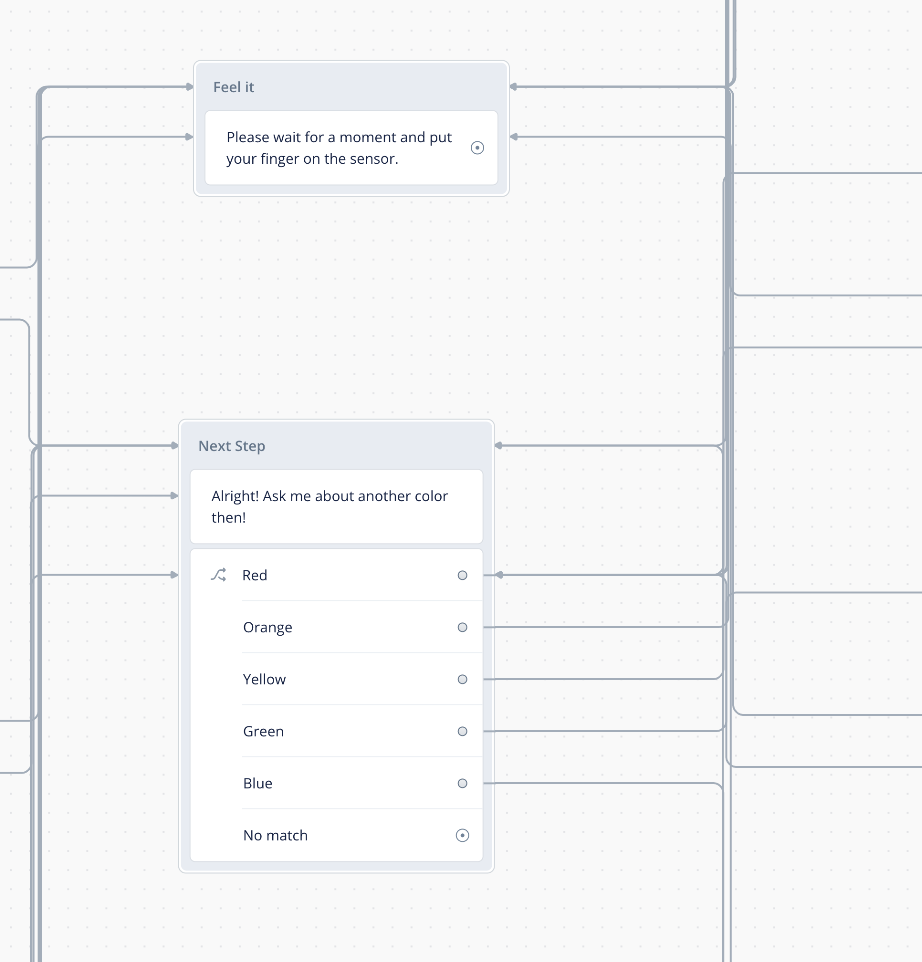 Feel it
Please wait for a moment and put
your finger on the sensor.
Next Step
Alright! Ask me about another color
then!
Red
Orange
Yellow
Green
Blue
No match